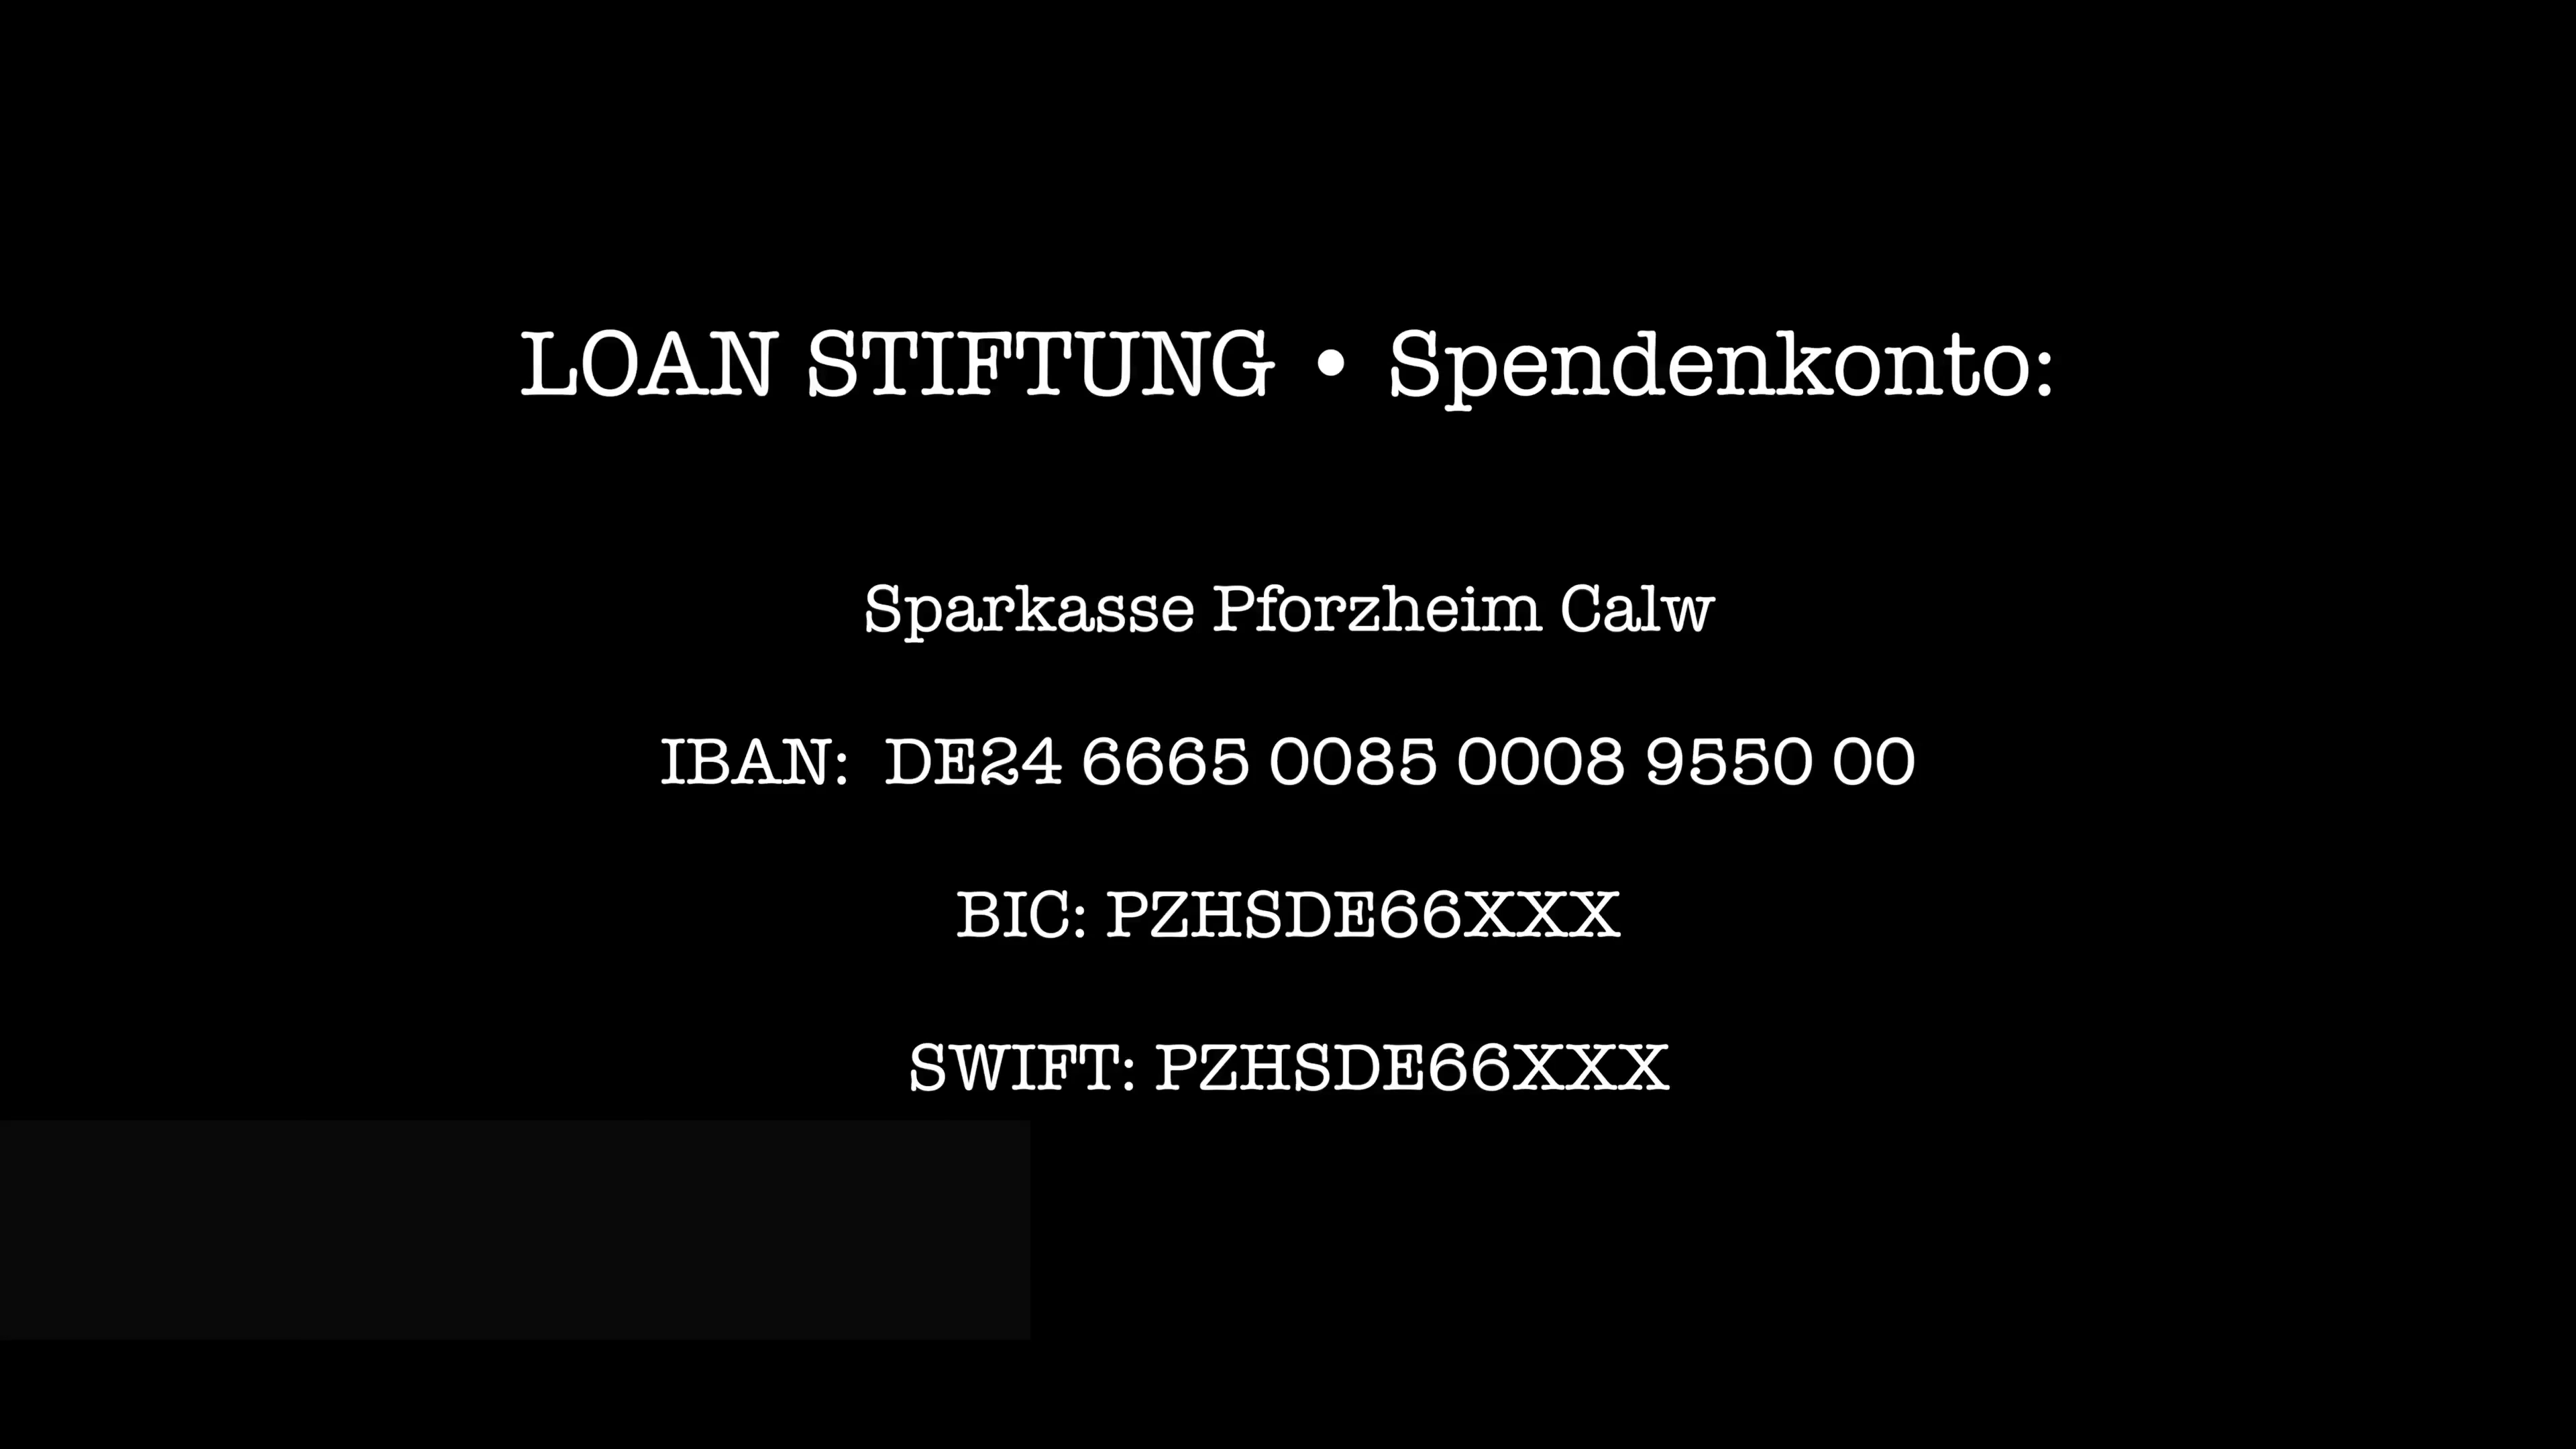 LOAN STIFTUNG • Spendenkonto:
Sparkasse Pforzheim Calw
IBAN: DE24 6665 0085 0008 9550 00
BIC: PZHSDE66XXX
SWIFT: PZHSDE66XXX